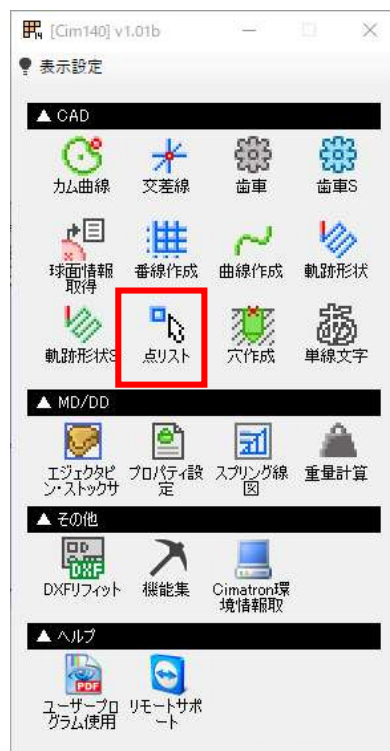 [Cim140] v1.01b
表示設定
▲ CAD
カム曲線 交差線 歯車 歯車S
球面情報取得 番線作成 曲線作成 軌跡形状
軌跡形状S 点リスト 穴作成 単線文字
▲ MD/DD
エジェクタピン・ストックサ プロパティ設定 スプリング線図 重量計算
▲ その他
DXF
DXFリフィット 機能集 Cimatron環境情報取
▲ ヘルプ
PDF
ユーザープログラム使用 リモートサポート